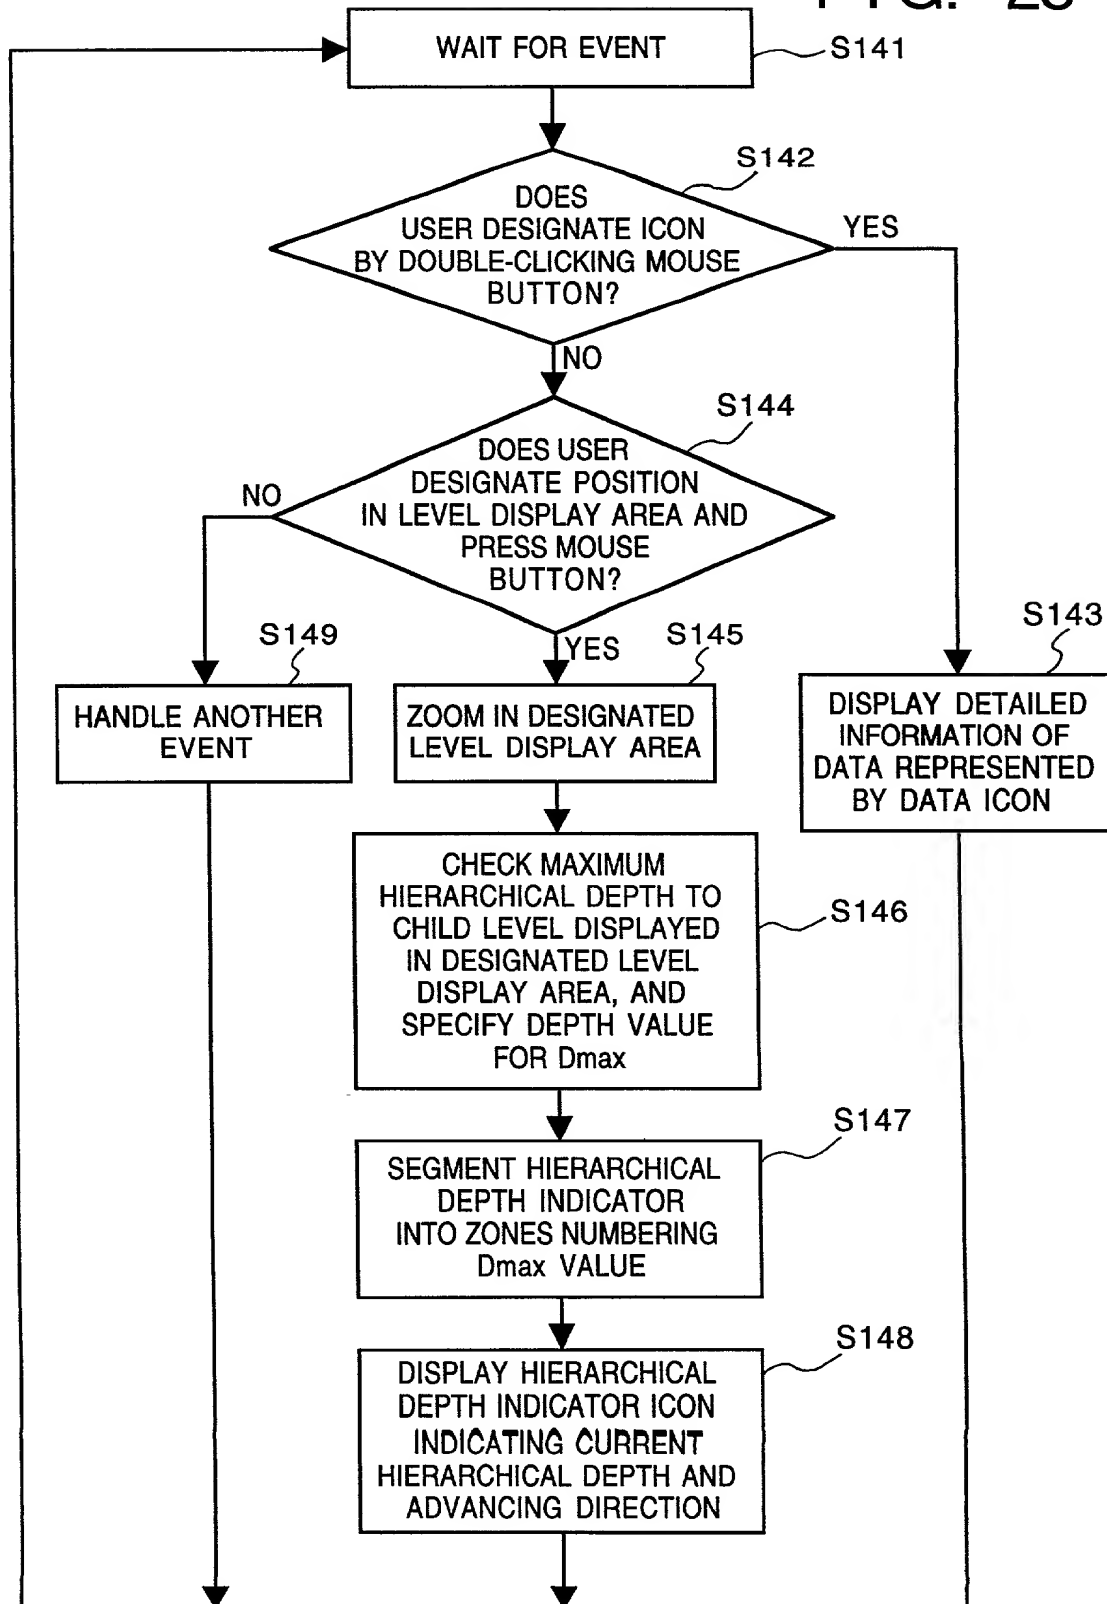 FIG. 28
WAIT FOR EVENT
S141
S142
DOES
USER DESIGNATE ICON
BY DOUBLE-CLICKING MOUSE
BUTTON?
YES
NO
S144
DOES USER
DESIGNATE POSITION
IN LEVEL DISPLAY AREA AND
PRESS MOUSE
BUTTON?
NO
YES
S149
HANDLE ANOTHER
EVENT
S145
ZOOM IN DESIGNATED
LEVEL DISPLAY AREA
S143
DISPLAY DETAILED
INFORMATION OF
DATA REPRESENTED
BY DATA ICON
CHECK MAXIMUM
HIERARCHICAL DEPTH TO
CHILD LEVEL DISPLAYED
IN DESIGNATED LEVEL
DISPLAY AREA, AND
SPECIFY DEPTH VALUE
FOR Dmax
S146
S147
SEGMENT HIERARCHICAL
DEPTH INDICATOR
INTO ZONES NUMBERING
Dmax VALUE
S148
DISPLAY HIERARCHICAL
DEPTH INDICATOR ICON
INDICATING CURRENT
HIERARCHICAL DEPTH AND
ADVANCING DIRECTION